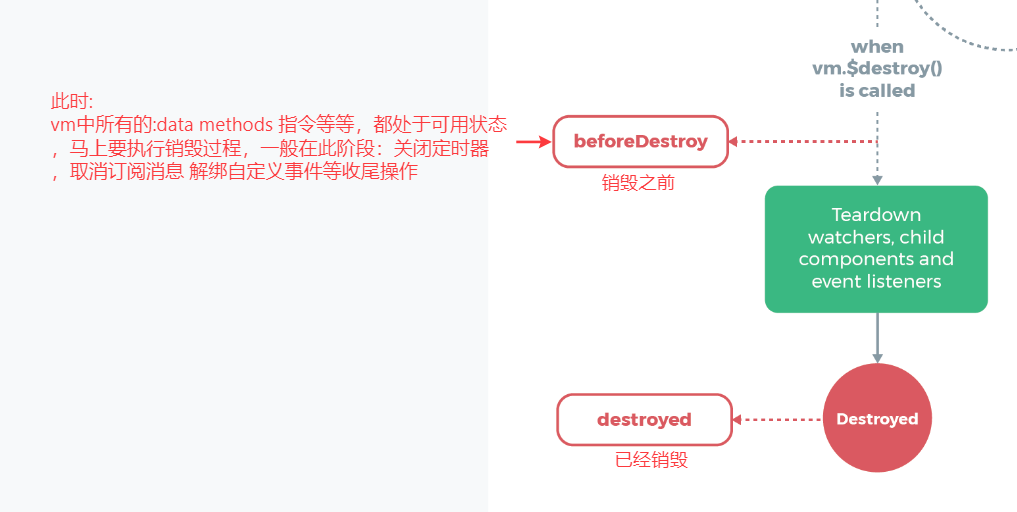 when
vm.$destroy()
is called
此时:
vm中所有的:data methods 指令等等，都处于可用状态
，马上要执行销毁过程，一般在此阶段：关闭定时器
，取消订阅消息 解绑自定义事件等收尾操作
beforeDestroy
销毁之前
Teardown
watchers, child
components and
event listeners
destroyed
Destroyed
已经销毁